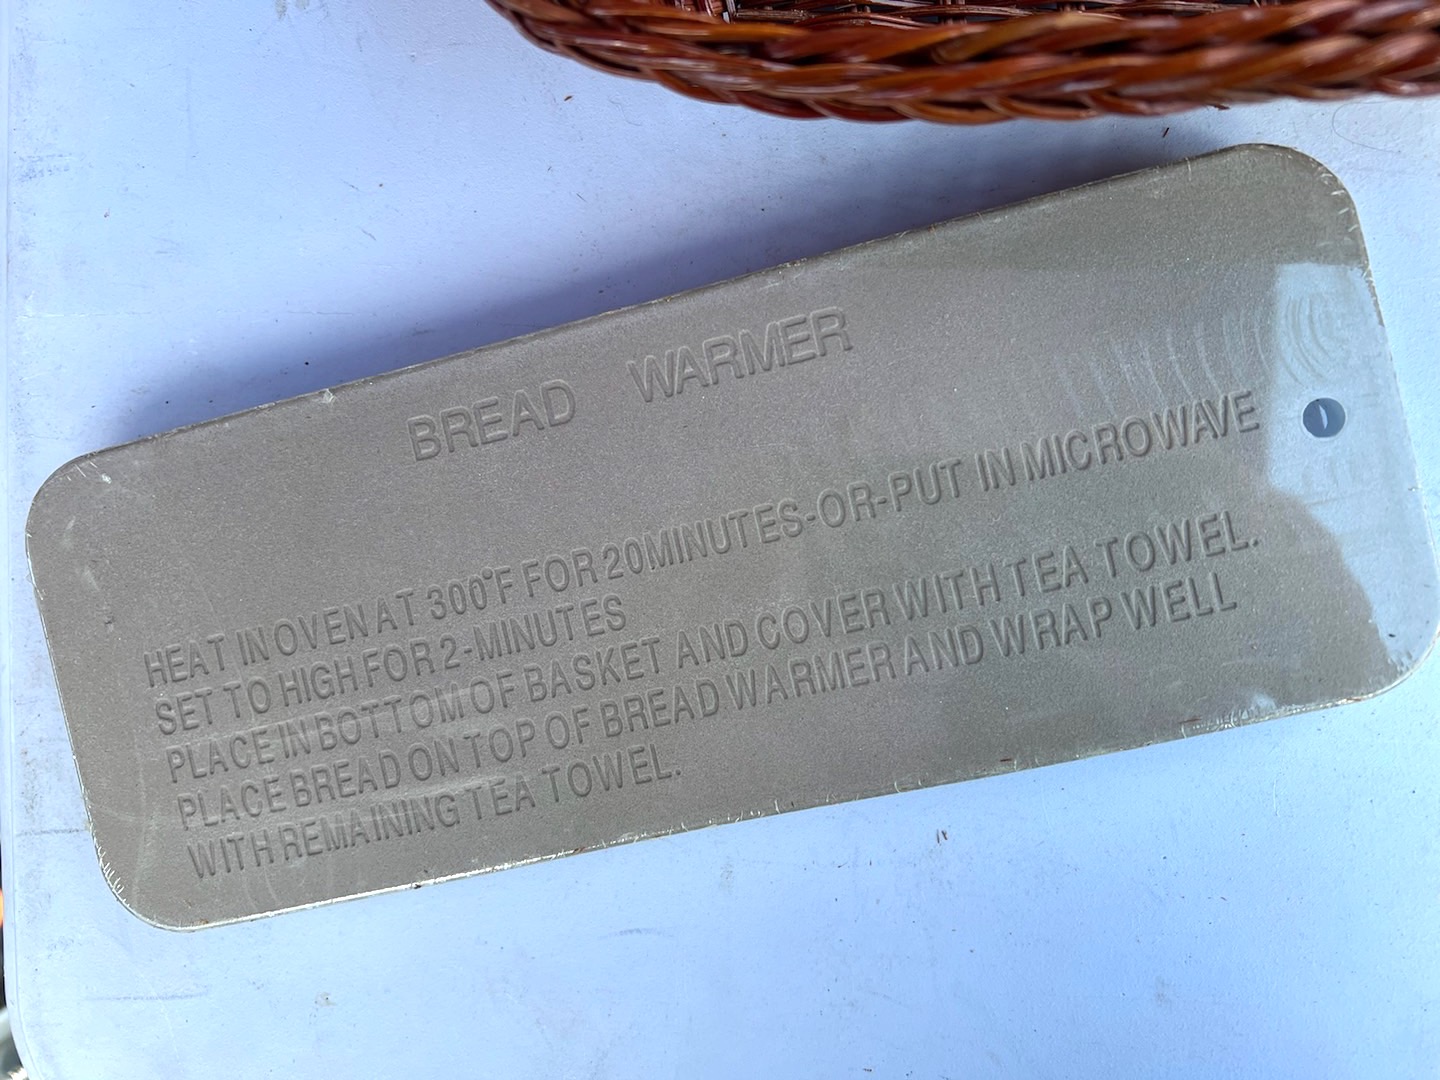 BREAD WARMER
HEAT IN OVEN AT 300°F FOR 20MINUTES-OR-PUT IN MICROWAVE
SET TO HIGH FOR 2-MINUTES
PLACE IN BOTTOM OF BASKET AND COVER WITH TEA TOWEL.
PLACE BREAD ON TOP OF BREAD WARMER AND WRAP WELL
WITH REMAINING TEA TOWEL.